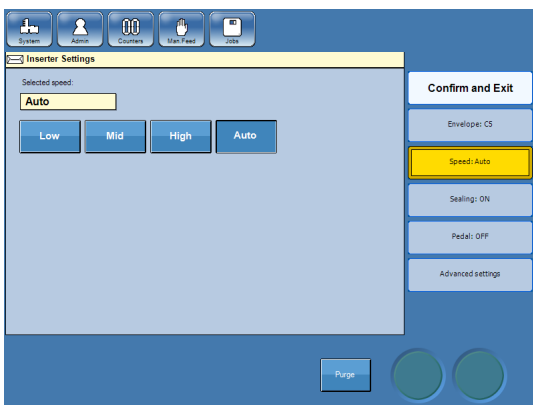 System Admin Counters Man.Feed Jobs
Inserter Settings
Selected speed:
Auto
Low Mid High Auto
Confirm and Exit
Envelope: C5
Speed: Auto
Sealing: ON
Pedal: OFF
Advanced settings
Purge